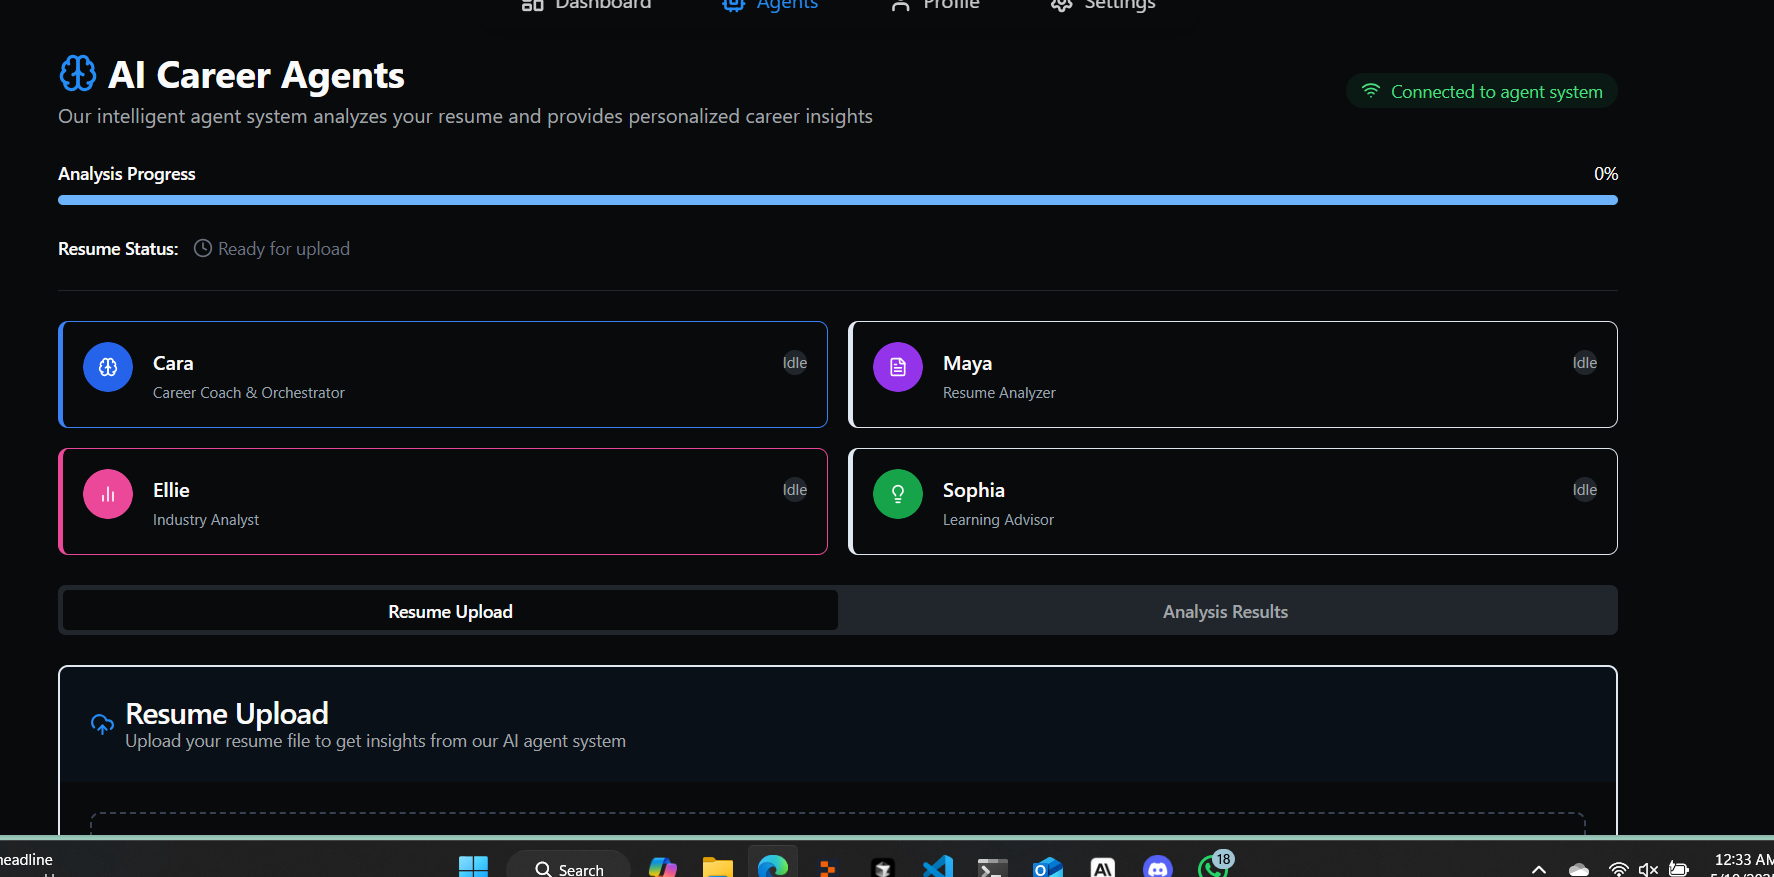 Dashboard Agents Profile Settings
AI Career Agents
Our intelligent agent system analyzes your resume and provides personalized career insights
Connected to agent system
Analysis Progress 0%
Resume Status: Ready for upload
Cara Idle
Career Coach & Orchestrator
Maya Idle
Resume Analyzer
Ellie Idle
Industry Analyst
Sophia Idle
Learning Advisor
Resume Upload Analysis Results
Resume Upload
Upload your resume file to get insights from our AI agent system
headline
Search
18
12:33 AM